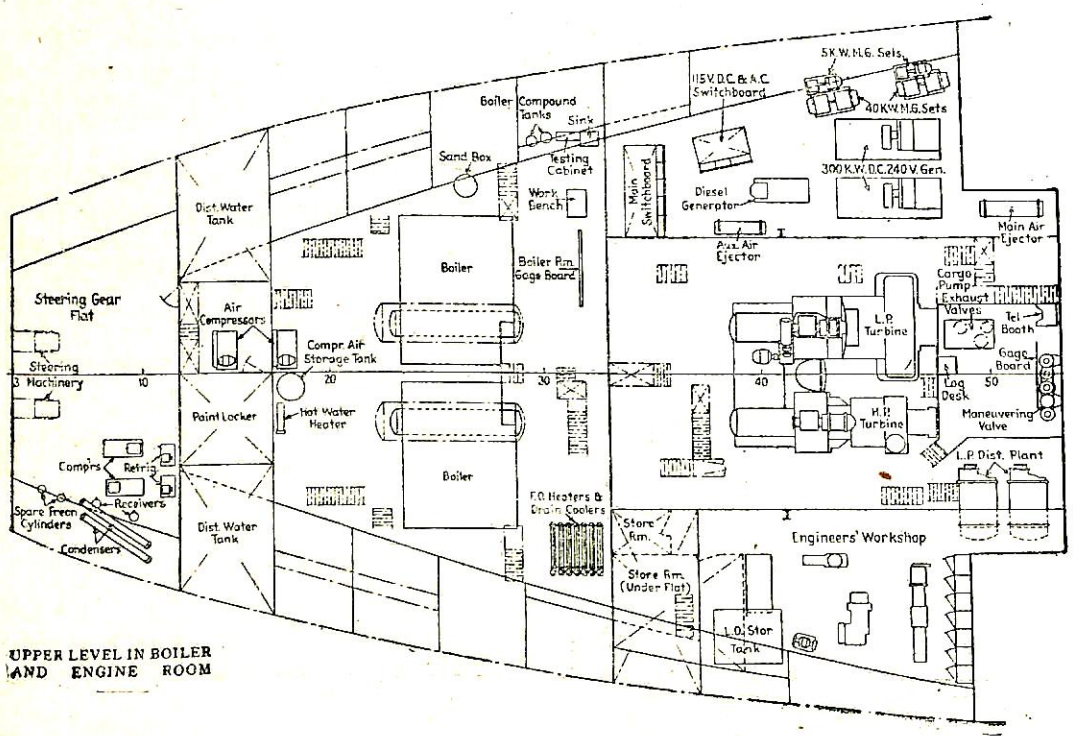 5 K.W. M.G. Sets
115 V. D.C. & A.C.
Switchboard
40 K.W. M.G. Sets
Boiler Compound
Tanks
Sink
Testing
Cabinet
Sand Box
Work
Bench
Main
Switchboard
Diesel
Generator
300 K.W. D.C. 240 V. Gen.
Aux. Air
Ejector
Main Air
Ejector
Dist. Water
Tank
Boiler
Boiler Rm.
Gage Board
Cargo
Pump
Exhaust
Valves
Steering Gear
Flat
Air
Compressors
L.P.
Turbine
Tel
Booth
Compr. Air
Storage Tank
Gage
Board
Steering
Machinery
3
10
20
30
40
50
Log
Desk
Paint Locker
Hot Water
Heater
H.P.
Turbine
Maneuvering
Valve
Comp'rs
Refrig
L.P. Dist. Plant
Boiler
Receivers
Spare Freon
Cylinders
Condensers
Dist. Water
Tank
F.O. Heaters &
Drain Coolers
Store
Rm.
Engineers' Workshop
Store Rm.
(Under Flat)
L.O. Stor
Tank
UPPER LEVEL IN BOILER
AND ENGINE ROOM